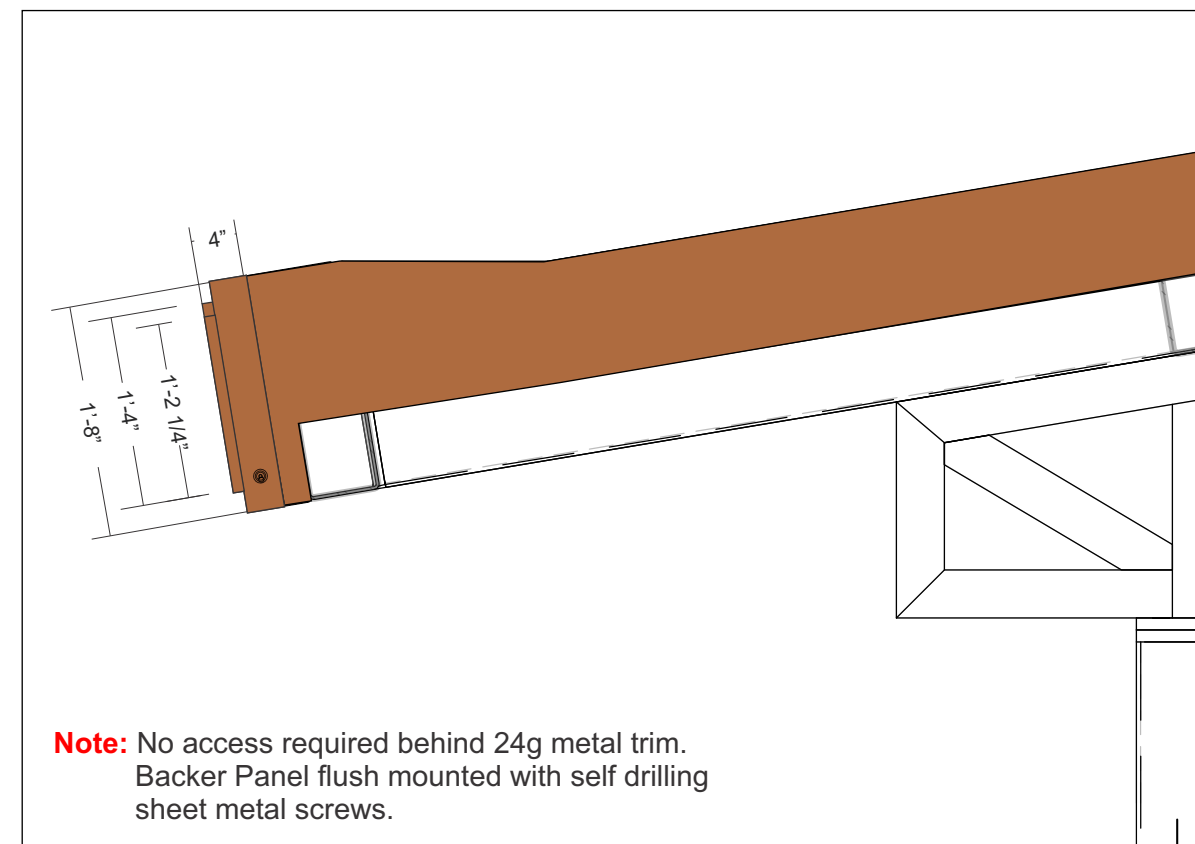 4”
1’-8”
1’-4”
1’-2 1/4”
Note: No access required behind 24g metal trim.
Backer Panel flush mounted with self drilling
sheet metal screws.